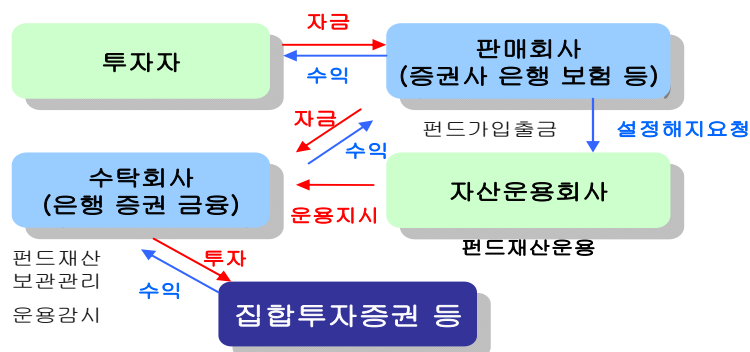 자금
투자자
판매회사
(증권사 은행 보험 등)
수익
자금
펀드가입출금
설정해지요청
수익
수탁회사
(은행 증권 금융)
자산운용회사
운용지시
펀드재산운용
펀드재산
보관관리
투자
수익
운용감시
집합투자증권 등